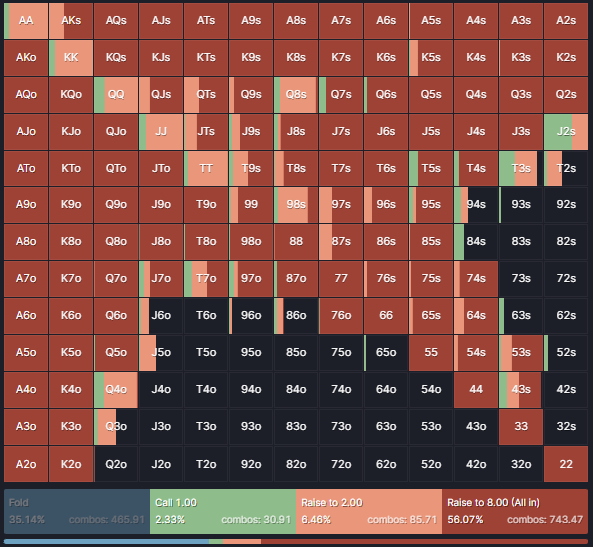 AA AKs AQs AJs ATs A9s A8s A7s A6s A5s A4s A3s A2s
AKo KK KQs KJs KTs K9s K8s K7s K6s K5s K4s K3s K2s
AQo KQo QQ QJs QTs Q9s Q8s Q7s Q6s Q5s Q4s Q3s Q2s
AJo KJo QJo JJ JTs J9s J8s J7s J6s J5s J4s J3s J2s
ATo KTo QTo JTo TT T9s T8s T7s T6s T5s T4s T3s T2s
A9o K9o Q9o J9o T9o 99 98s 97s 96s 95s 94s 93s 92s
A8o K8o Q8o J8o T8o 98o 88 87s 86s 85s 84s 83s 82s
A7o K7o Q7o J7o T7o 97o 87o 77 76s 75s 74s 73s 72s
A6o K6o Q6o J6o T6o 96o 86o 76o 66 65s 64s 63s 62s
A5o K5o Q5o J5o T5o 95o 85o 75o 65o 55 54s 53s 52s
A4o K4o Q4o J4o T4o 94o 84o 74o 64o 54o 44 43s 42s
A3o K3o Q3o J3o T3o 93o 83o 73o 63o 53o 43o 33 32s
A2o K2o Q2o J2o T2o 92o 82o 72o 62o 52o 42o 32o 22
Fold Call 1.00 Raise to 2.00 Raise to 8.00 (All in)
35.14% combos: 465.91 2.33% combos: 30.91 6.46% combos: 85.71 56.07% combos: 743.47